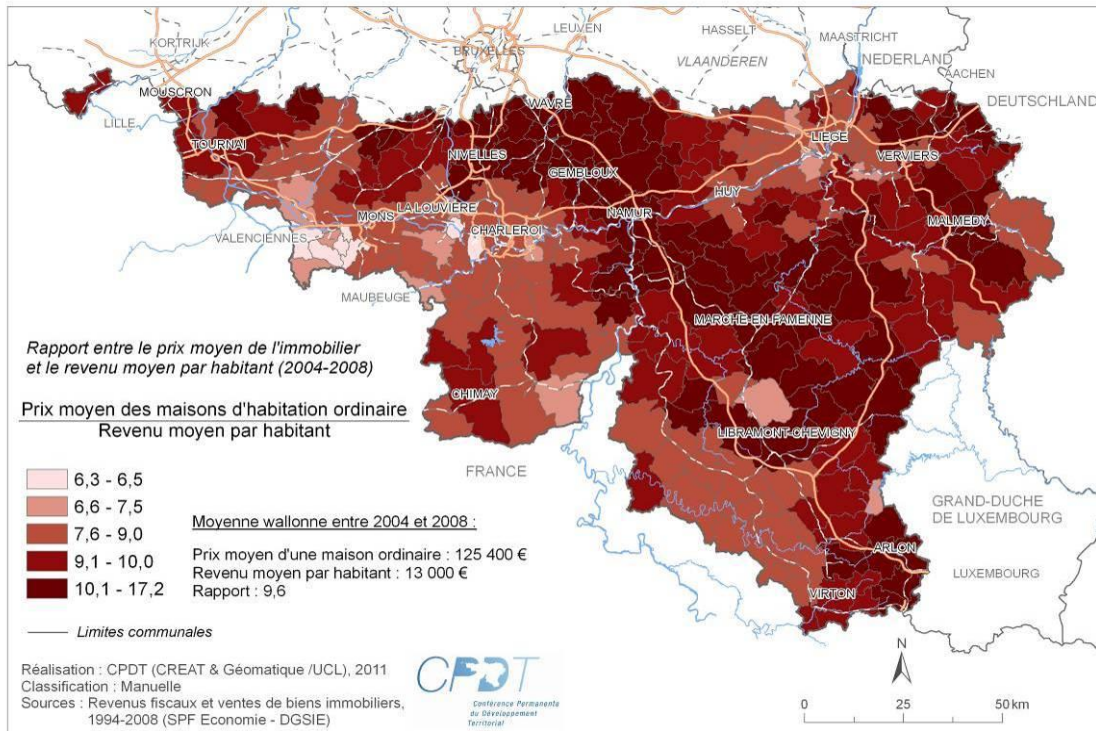 KORTRIJK
BRUXELLES
LEUVEN
HASSELT
MAASTRICHT
VLAANDEREN
NEDERLAND
AACHEN
DEUTSCHLAND
MOUSCRON
LILLE
TOURNAI
WAVRE
LIEGE
VERVIERS
NIVELLES
GEMBLOUX
HUY
MONS
LA LOUVIERE
NAMUR
CHARLEROI
MALMEDY
VALENCIENNES
MAUBEUGE
MARCHE-EN-FAMENNE
CHIMAY
LIBRAMONT-CHEVIGNY
FRANCE
GRAND-DUCHE
DE LUXEMBOURG
ARLON
LUXEMBOURG
VIRTON
Rapport entre le prix moyen de l'immobilier
et le revenu moyen par habitant (2004-2008)
Prix moyen des maisons d'habitation ordinaire
Revenu moyen par habitant
6,3 - 6,5
6,6 - 7,5
7,6 - 9,0
9,1 - 10,0
10,1 - 17,2
Moyenne wallonne entre 2004 et 2008 :
Prix moyen d'une maison ordinaire : 125 400 €
Revenu moyen par habitant : 13 000 €
Rapport : 9,6
Limites communales
Réalisation : CPDT (CREAT & Géomatique /UCL), 2011
Classification : Manuelle
Sources : Revenus fiscaux et ventes de biens immobiliers,
1994-2008 (SPF Economie - DGSIE)
CPDT
Conférence Permanente
du Développement
Territorial
N
0 25 50 km